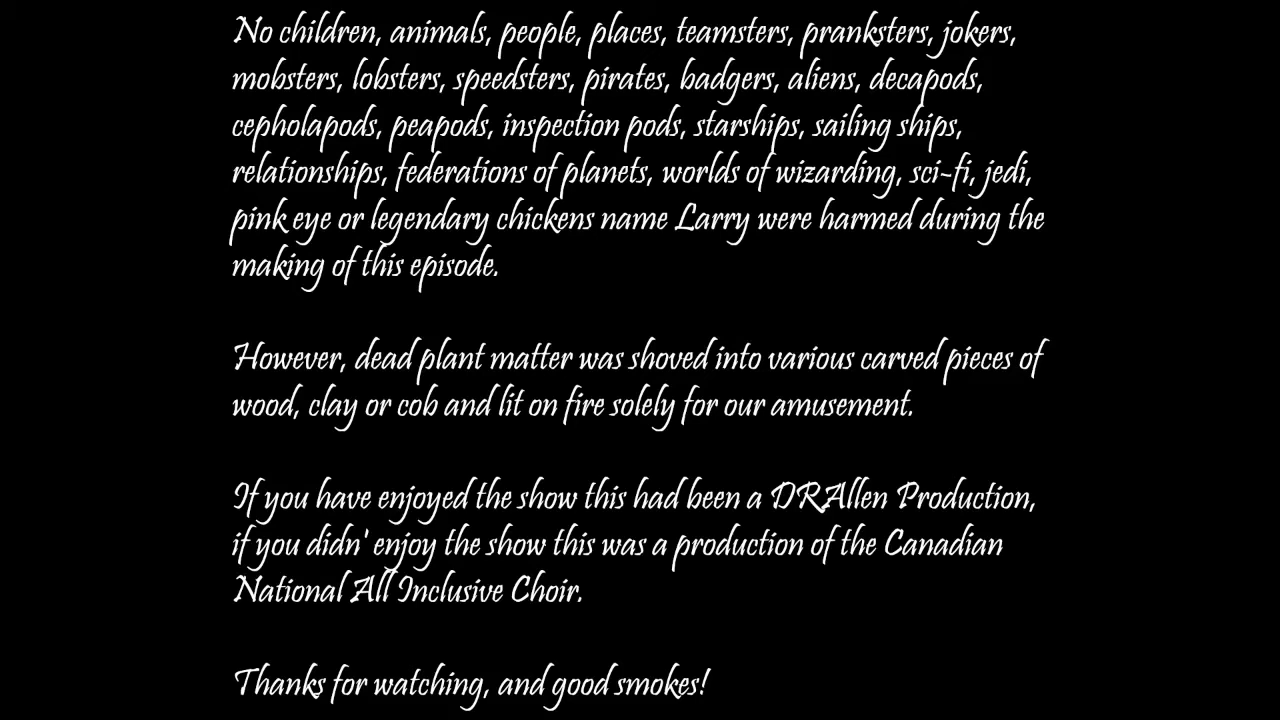 No children, animals, people, places, teamsters, pranksters, jokers,
mobsters, lobsters, speedsters, pirates, badgers, aliens, decapods,
cepholapods, peapods, inspection pods, starships, sailing ships,
relationships, federations of planets, worlds of wizarding, sci-fi, jedi,
pink eye or legendary chickens name Larry were harmed during the
making of this episode.
However, dead plant matter was shoved into various carved pieces of
wood, clay or cob and lit on fire solely for our amusement.
If you have enjoyed the show this had been a DRAllen Production,
if you didn' enjoy the show this was a production of the Canadian
National All Inclusive Choir.
Thanks for watching, and good smokes!